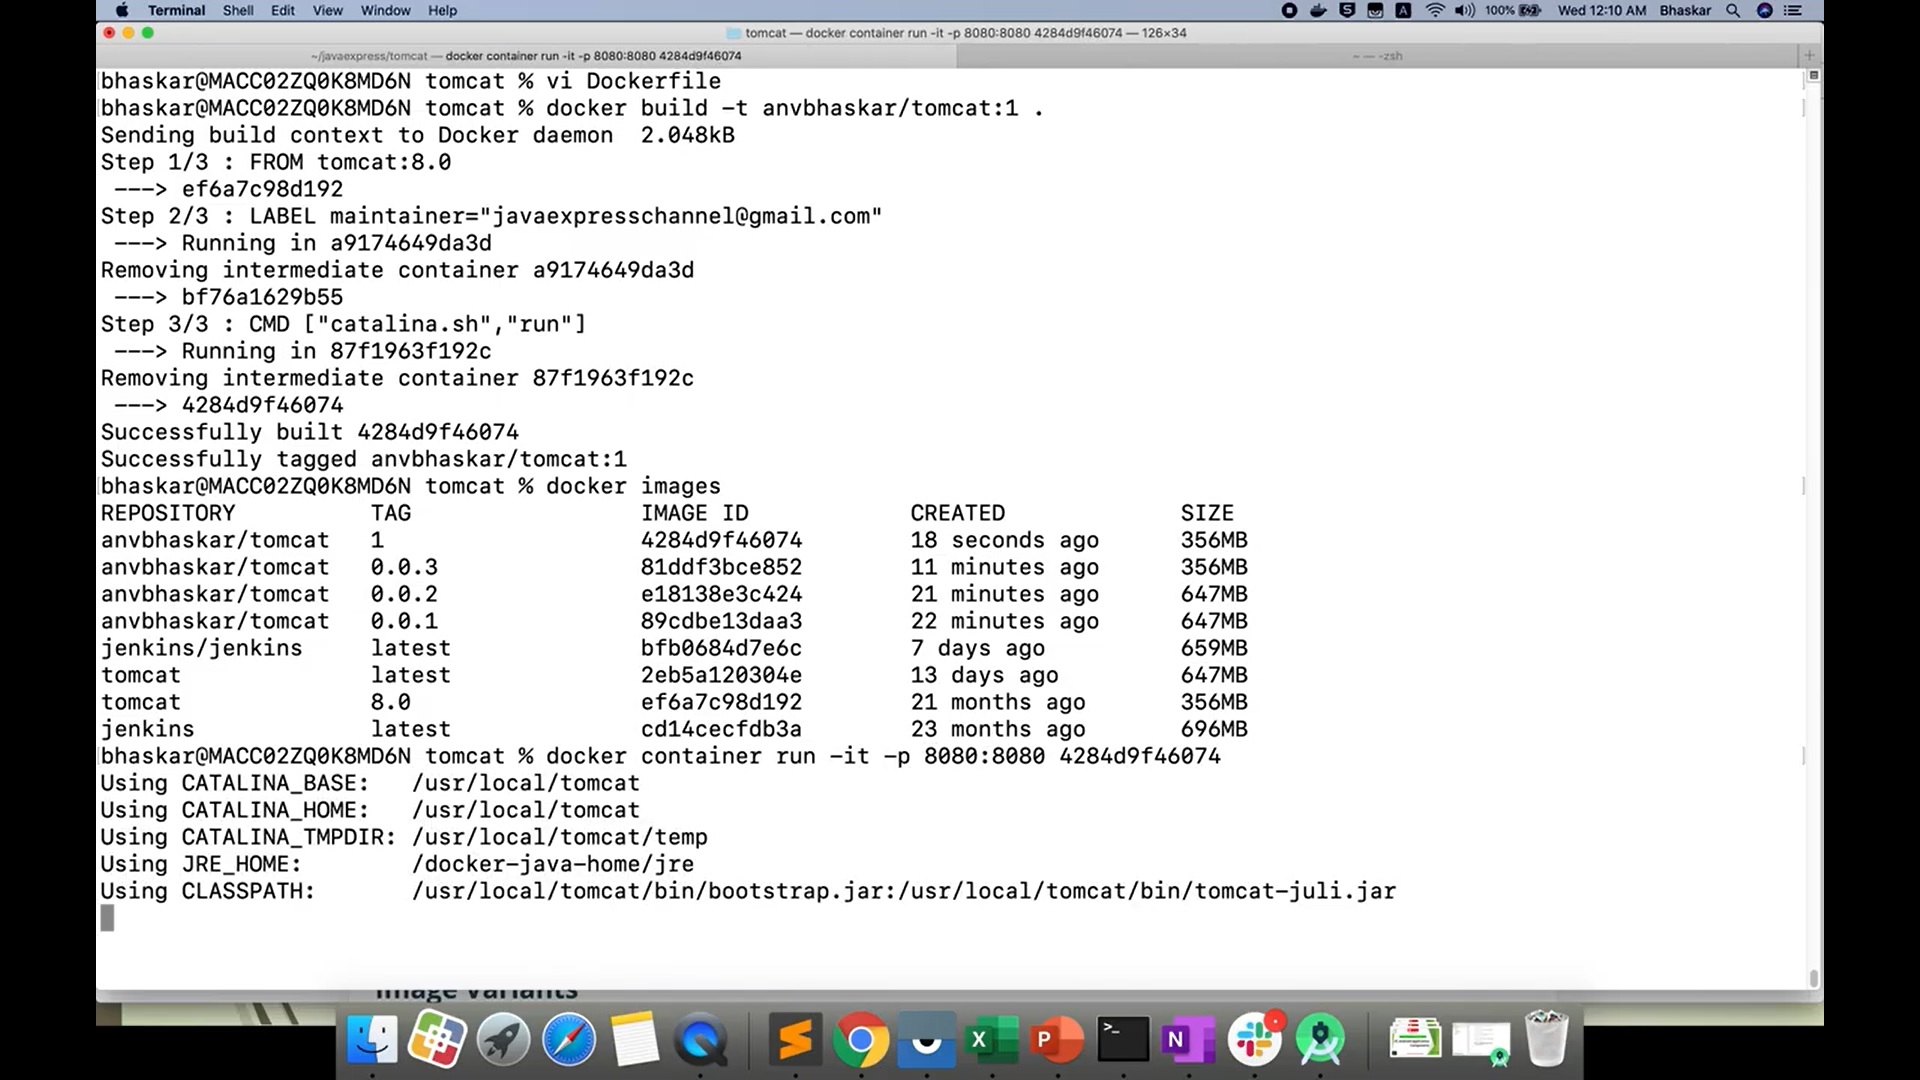 Terminal Shell Edit View Window Help 100% Wed 12:10 AM Bhaskar
tomcat — docker container run -it -p 8080:8080 4284d9f46074 — 126×34
~/javaexpress/tomcat — docker container run -it -p 8080:8080 4284d9f46074
~ — -zsh
bhaskar@MACC02ZQ0K8MD6N tomcat % vi Dockerfile
bhaskar@MACC02ZQ0K8MD6N tomcat % docker build -t anvbhaskar/tomcat:1 .
Sending build context to Docker daemon  2.048kB
Step 1/3 : FROM tomcat:8.0
---> ef6a7c98d192
Step 2/3 : LABEL maintainer="javaexpresschannel@gmail.com"
---> Running in a9174649da3d
Removing intermediate container a9174649da3d
---> bf76a1629b55
Step 3/3 : CMD ["catalina.sh","run"]
---> Running in 87f1963f192c
Removing intermediate container 87f1963f192c
---> 4284d9f46074
Successfully built 4284d9f46074
Successfully tagged anvbhaskar/tomcat:1
bhaskar@MACC02ZQ0K8MD6N tomcat % docker images
REPOSITORY TAG IMAGE ID CREATED SIZE
anvbhaskar/tomcat 1 4284d9f46074 18 seconds ago 356MB
anvbhaskar/tomcat 0.0.3 81ddf3bce852 11 minutes ago 356MB
anvbhaskar/tomcat 0.0.2 e18138e3c424 21 minutes ago 647MB
anvbhaskar/tomcat 0.0.1 89cdbe13daa3 22 minutes ago 647MB
jenkins/jenkins latest bfb0684d7e6c 7 days ago 659MB
tomcat latest 2eb5a120304e 13 days ago 647MB
tomcat 8.0 ef6a7c98d192 21 months ago 356MB
jenkins latest cd14cecfdb3a 23 months ago 696MB
bhaskar@MACC02ZQ0K8MD6N tomcat % docker container run -it -p 8080:8080 4284d9f46074
Using CATALINA_BASE: /usr/local/tomcat
Using CATALINA_HOME: /usr/local/tomcat
Using CATALINA_TMPDIR: /usr/local/tomcat/temp
Using JRE_HOME: /docker-java-home/jre
Using CLASSPATH: /usr/local/tomcat/bin/bootstrap.jar:/usr/local/tomcat/bin/tomcat-juli.jar
Image Variants